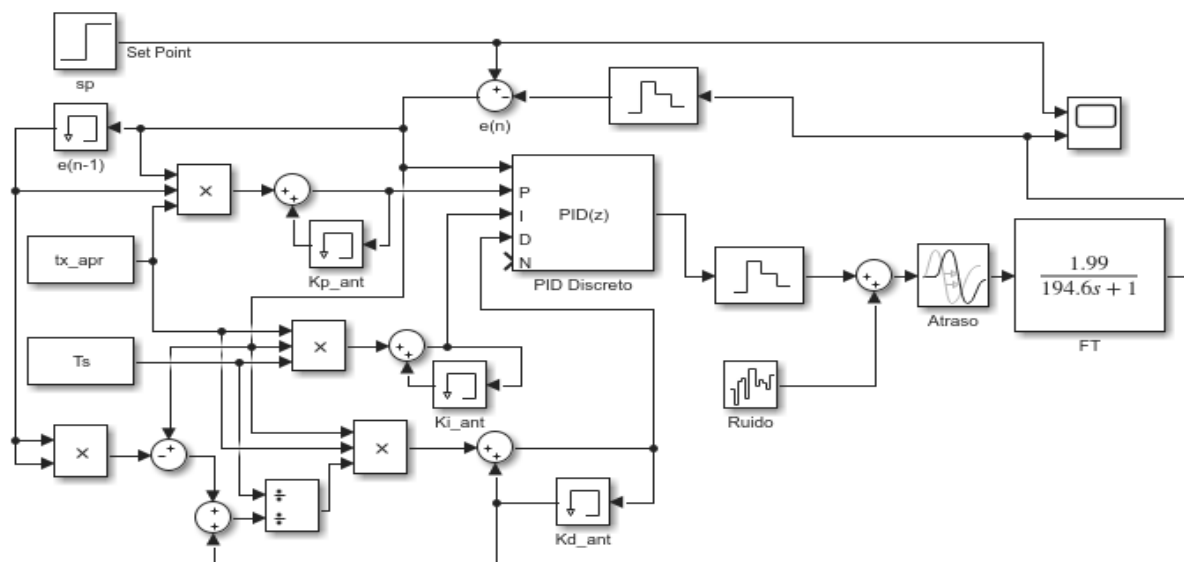 Set Point
sp
e(n)
e(n-1)
×
P
I
D
N
PID(z)
PID Discreto
tx_apr
Kp_ant
Atraso
1.99
194.6s + 1
FT
Ts
×
Ki_ant
Ruido
×
×
÷
÷
Kd_ant